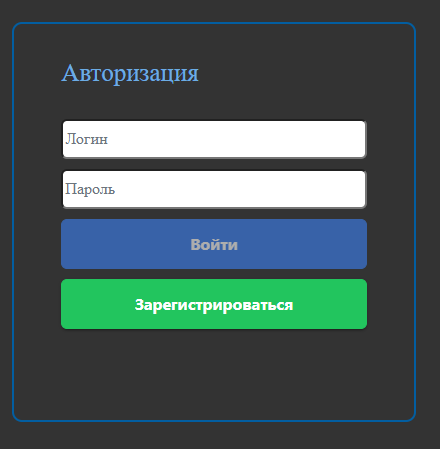 Авторизация
Логин
Пароль
Войти
Зарегистрироваться